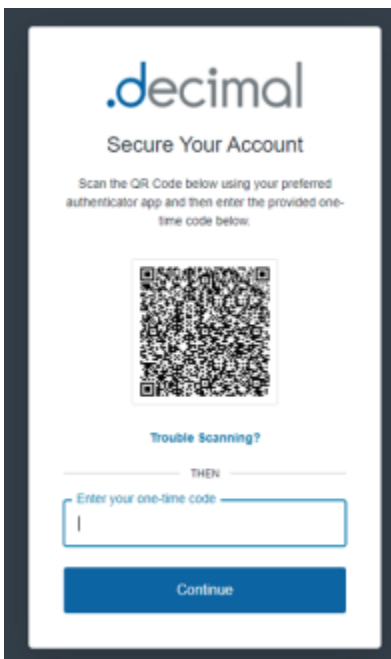 .decimal
Secure Your Account
Scan the QR Code below using your preferred
authenticator app and then enter the provided one-
time code below.
Trouble Scanning?
THEN
Enter your one-time code
Continue